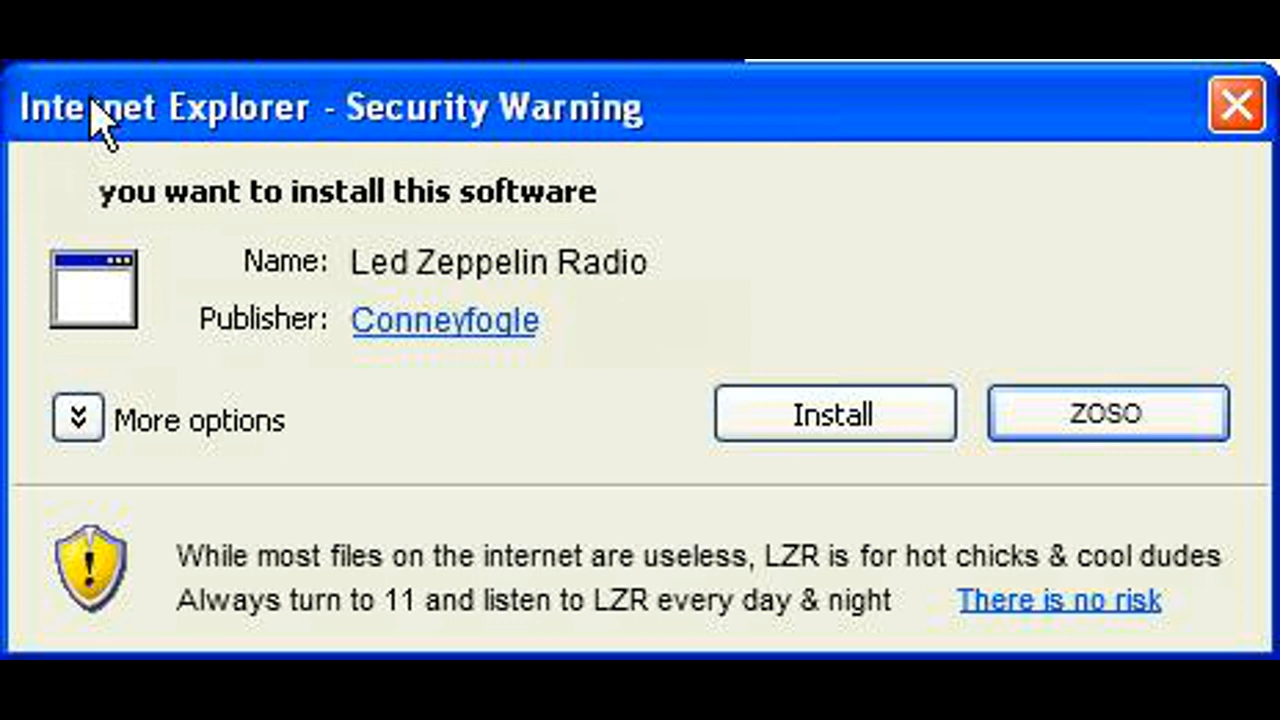 Internet Explorer - Security Warning
you want to install this software
Name: Led Zeppelin Radio
Publisher: Conneyfogle
More options
Install
ZOSO
While most files on the internet are useless, LZR is for hot chicks & cool dudes
Always turn to 11 and listen to LZR every day & night There is no risk